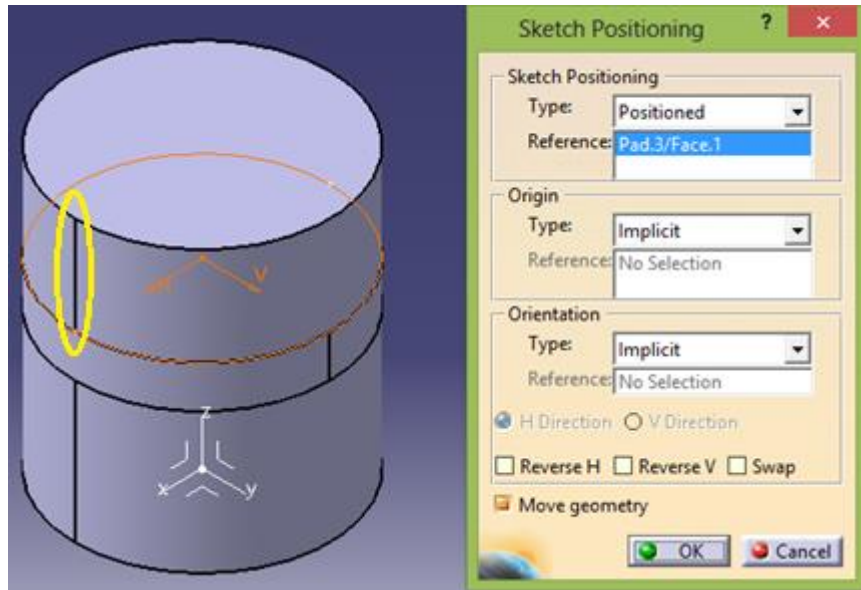 Sketch Positioning ? ×
Sketch Positioning
Type: Positioned
Reference: Pad.3/Face.1
Origin
Type: Implicit
Reference: No Selection
Orientation
Type: Implicit
Reference: No Selection
H Direction V Direction
Reverse H Reverse V Swap
Move geometry
OK Cancel
H V
z
x y